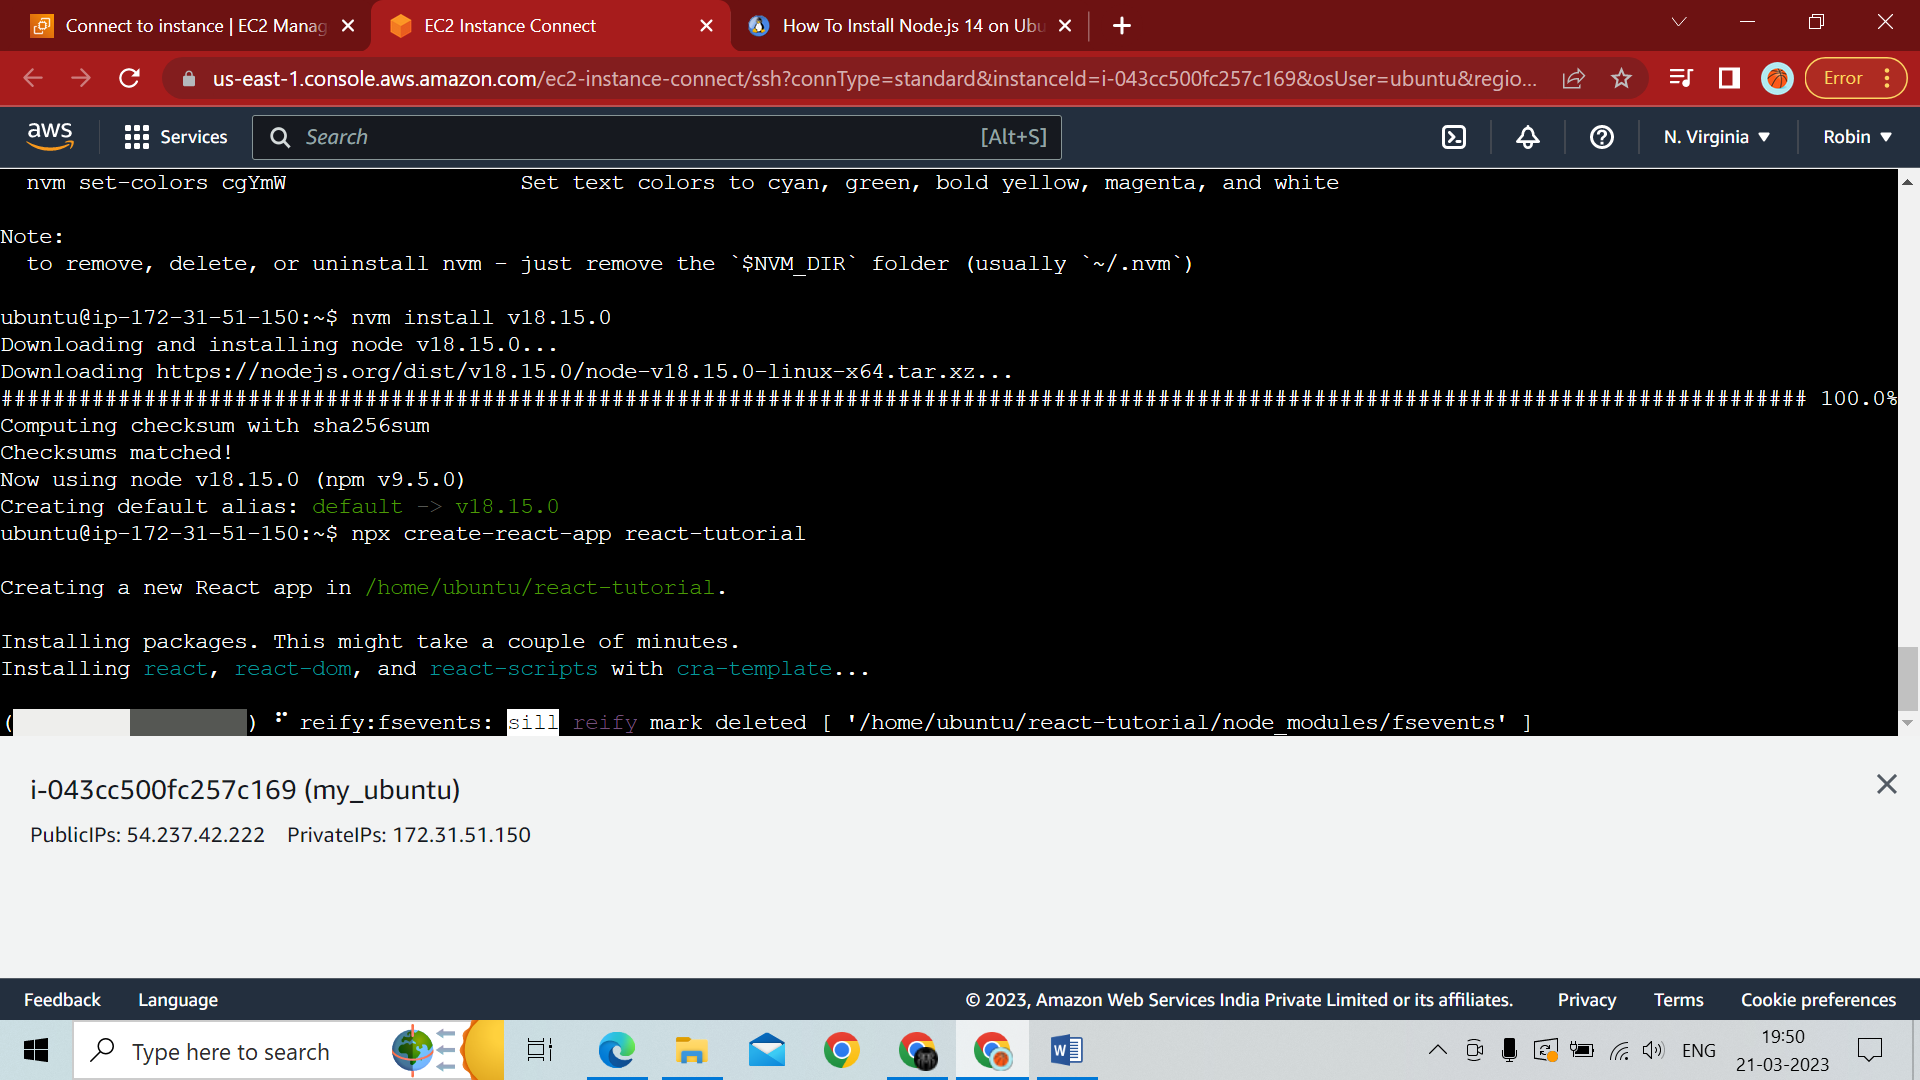 Connect to instance | EC2 Manag
EC2 Instance Connect
How To Install Node.js 14 on Ubu
us-east-1.console.aws.amazon.com/ec2-instance-connect/ssh?connType=standard&instanceId=i-043cc500fc257c169&osUser=ubuntu&regio...
Error
aws
Services
Search
[Alt+S]
N. Virginia
Robin
nvm set-colors cgYmW Set text colors to cyan, green, bold yellow, magenta, and white
Note:
to remove, delete, or uninstall nvm - just remove the `$NVM_DIR` folder (usually `~/.nvm`)
ubuntu@ip-172-31-51-150:~$ nvm install v18.15.0
Downloading and installing node v18.15.0...
Downloading https://nodejs.org/dist/v18.15.0/node-v18.15.0-linux-x64.tar.xz...
########################################################################################################################################### 100.0%
Computing checksum with sha256sum
Checksums matched!
Now using node v18.15.0 (npm v9.5.0)
Creating default alias: default -> v18.15.0
ubuntu@ip-172-31-51-150:~$ npx create-react-app react-tutorial
Creating a new React app in /home/ubuntu/react-tutorial.
Installing packages. This might take a couple of minutes.
Installing react, react-dom, and react-scripts with cra-template...
( ) ⠋ reify:fsevents: sill reify mark deleted [ '/home/ubuntu/react-tutorial/node_modules/fsevents' ]
i-043cc500fc257c169 (my_ubuntu)
PublicIPs: 54.237.42.222 PrivateIPs: 172.31.51.150
Feedback
Language
© 2023, Amazon Web Services India Private Limited or its affiliates.
Privacy
Terms
Cookie preferences
Type here to search
W
ENG
19:50
21-03-2023